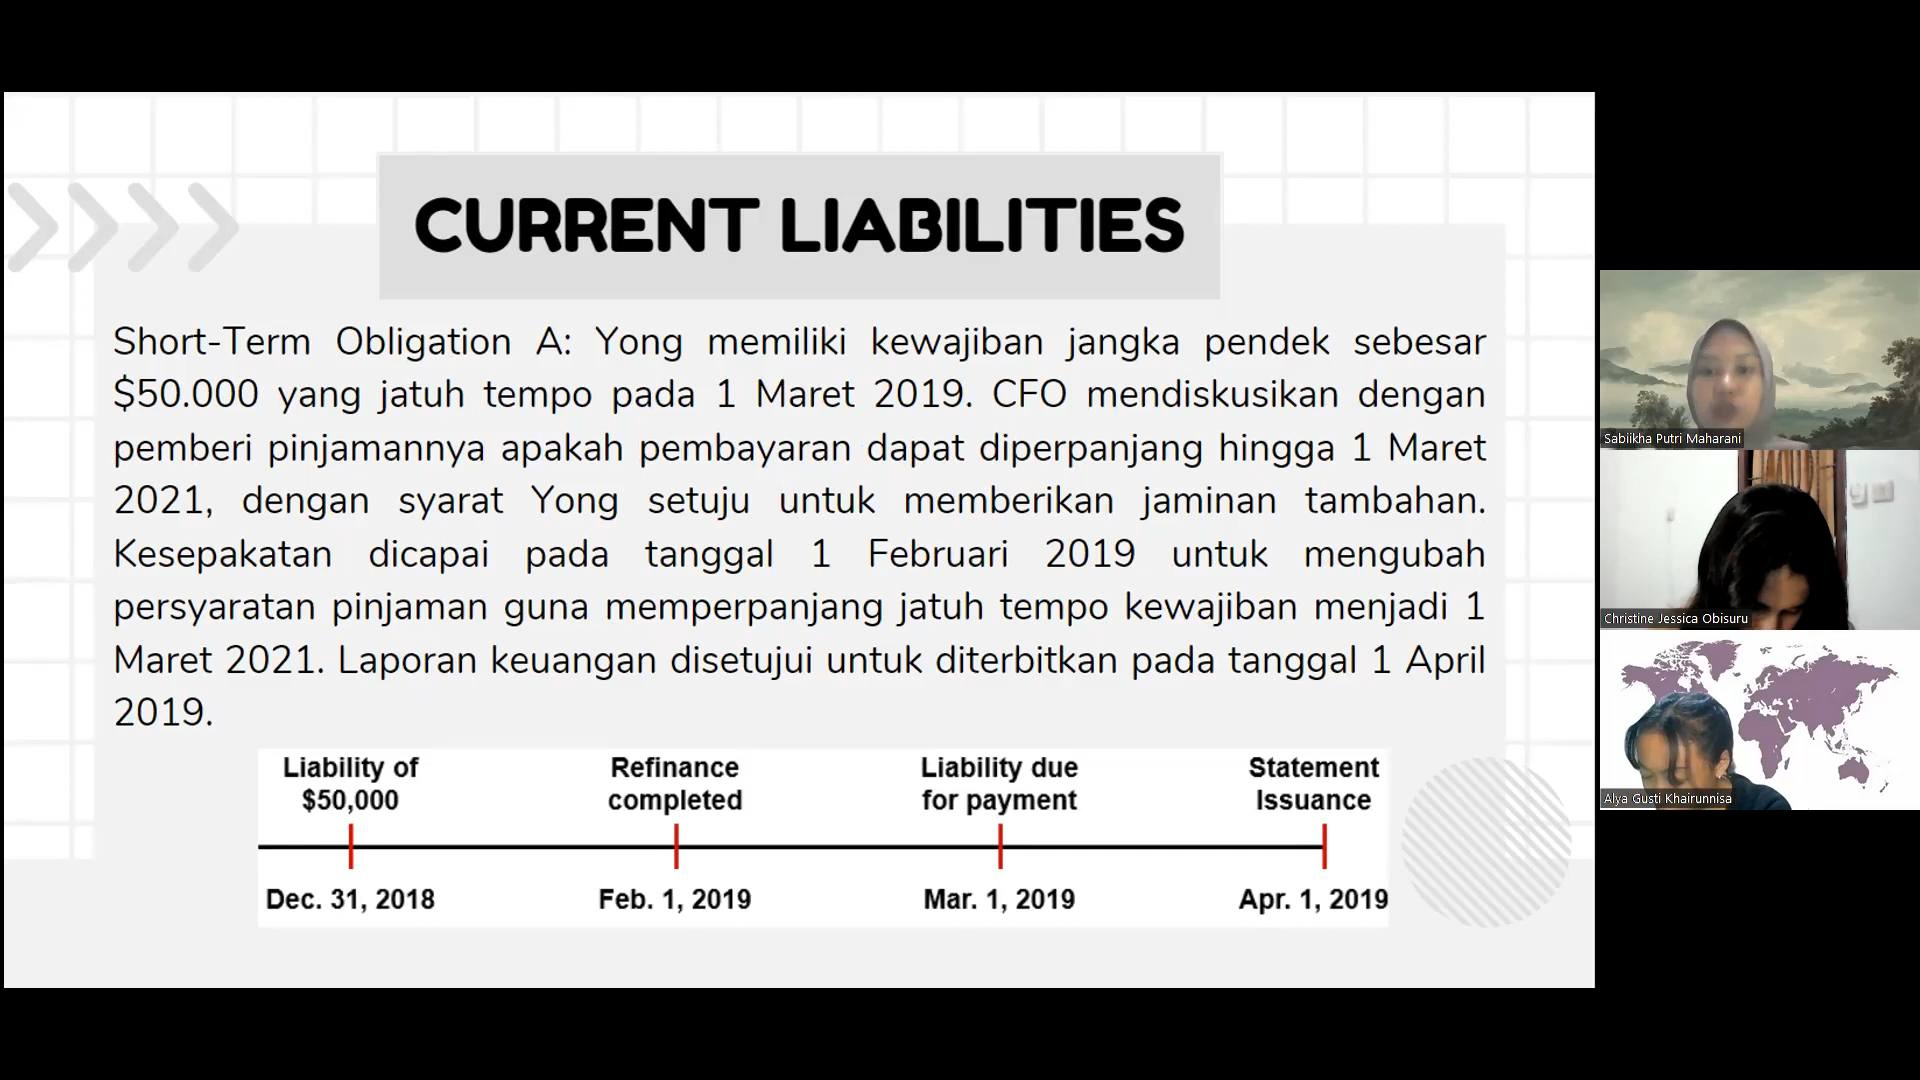 CURRENT LIABILITIES
Short-Term Obligation A: Yong memiliki kewajiban jangka pendek sebesar
$50.000 yang jatuh tempo pada 1 Maret 2019. CFO mendiskusikan dengan
pemberi pinjamannya apakah pembayaran dapat diperpanjang hingga 1 Maret
2021, dengan syarat Yong setuju untuk memberikan jaminan tambahan.
Kesepakatan dicapai pada tanggal 1 Februari 2019 untuk mengubah
persyaratan pinjaman guna memperpanjang jatuh tempo kewajiban menjadi 1
Maret 2021. Laporan keuangan disetujui untuk diterbitkan pada tanggal 1 April
2019.
Liability of
$50,000
Refinance
completed
Liability due
for payment
Statement
Issuance
Dec. 31, 2018
Feb. 1, 2019
Mar. 1, 2019
Apr. 1, 2019
Sabiikha Putri Maharani
Christine Jessica Obisuru
Alya Gusti Khairunnisa